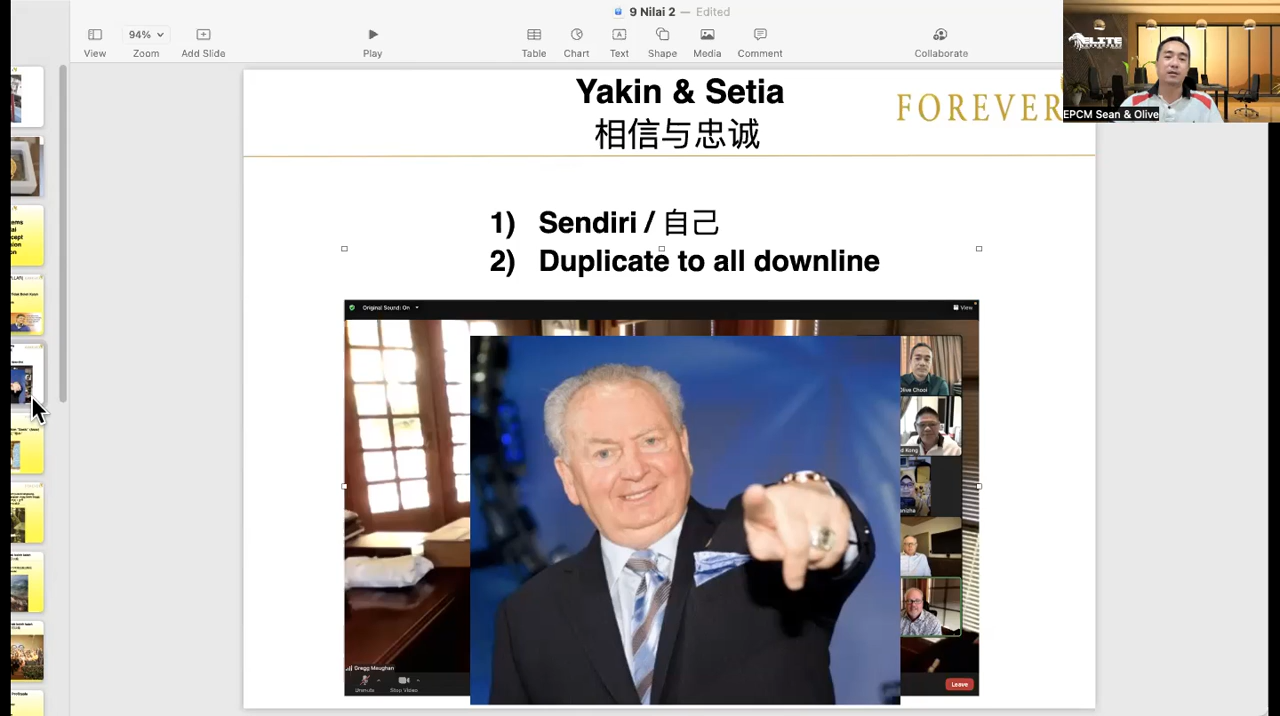 9 Nilai 2 — Edited
View
94%
Zoom
Add Slide
Play
Table
Chart
Text
Shape
Media
Comment
Collaborate
ELITE
EPCM Sean & Olive
Yakin & Setia
相信与忠诚
FOREVER
1) Sendiri / 自己
2) Duplicate to all downline
Original Sound: On
View
Olive Chooi
Kong
Gregg Maughan
Unmute
Stop Video
Leave